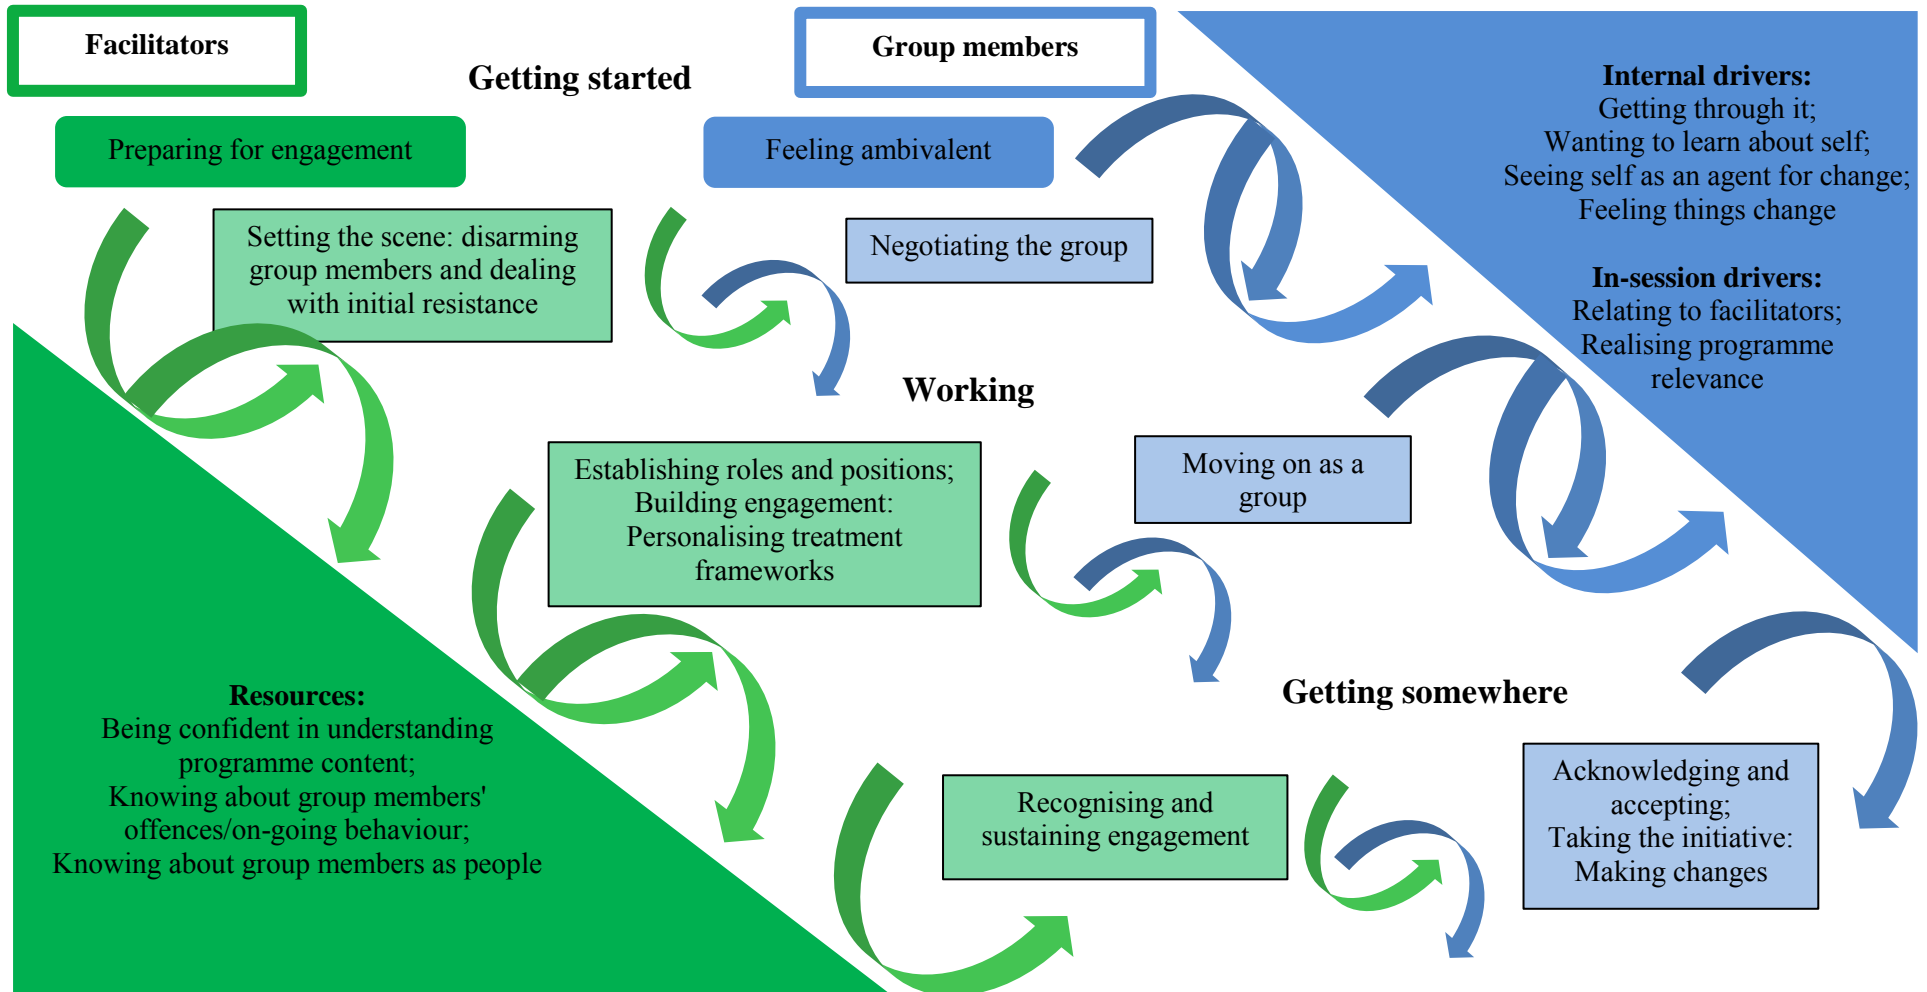 Facilitators
Group members
Getting started
Preparing for engagement
Feeling ambivalent
Internal drivers:
Getting through it;
Wanting to learn about self;
Seeing self as an agent for change;
Feeling things change
In-session drivers:
Relating to facilitators;
Realising programme
relevance
Setting the scene: disarming
group members and dealing
with initial resistance
Negotiating the group
Working
Establishing roles and positions;
Building engagement:
Personalising treatment
frameworks
Moving on as a
group
Resources:
Being confident in understanding
programme content;
Knowing about group members'
offences/on-going behaviour;
Knowing about group members as people
Getting somewhere
Recognising and
sustaining engagement
Acknowledging and
accepting;
Taking the initiative:
Making changes